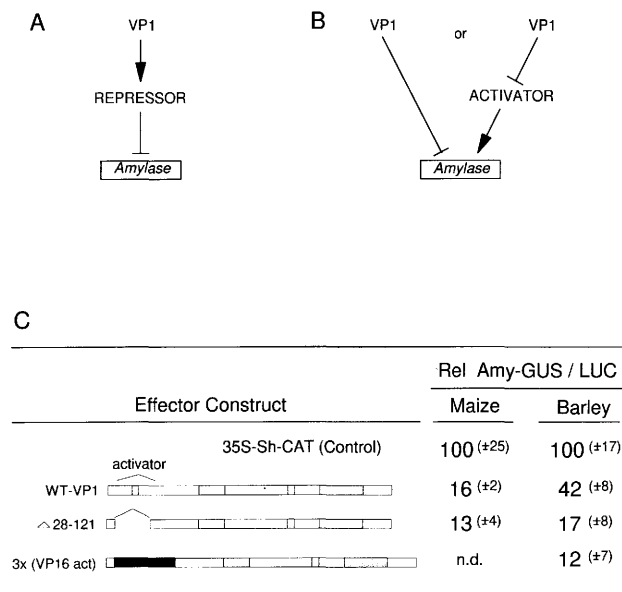 A
VP1
REPRESSOR
Amylase
B
VP1 or VP1
ACTIVATOR
Amylase
C
Rel Amy-GUS / LUC
Effector Construct Maize Barley
35S-Sh-CAT (Control) 100 (±25) 100 (±17)
activator
WT-VP1 16 (±2) 42 (±8)
△28-121 13 (±4) 17 (±8)
3x (VP16 act) n.d. 12 (±7)